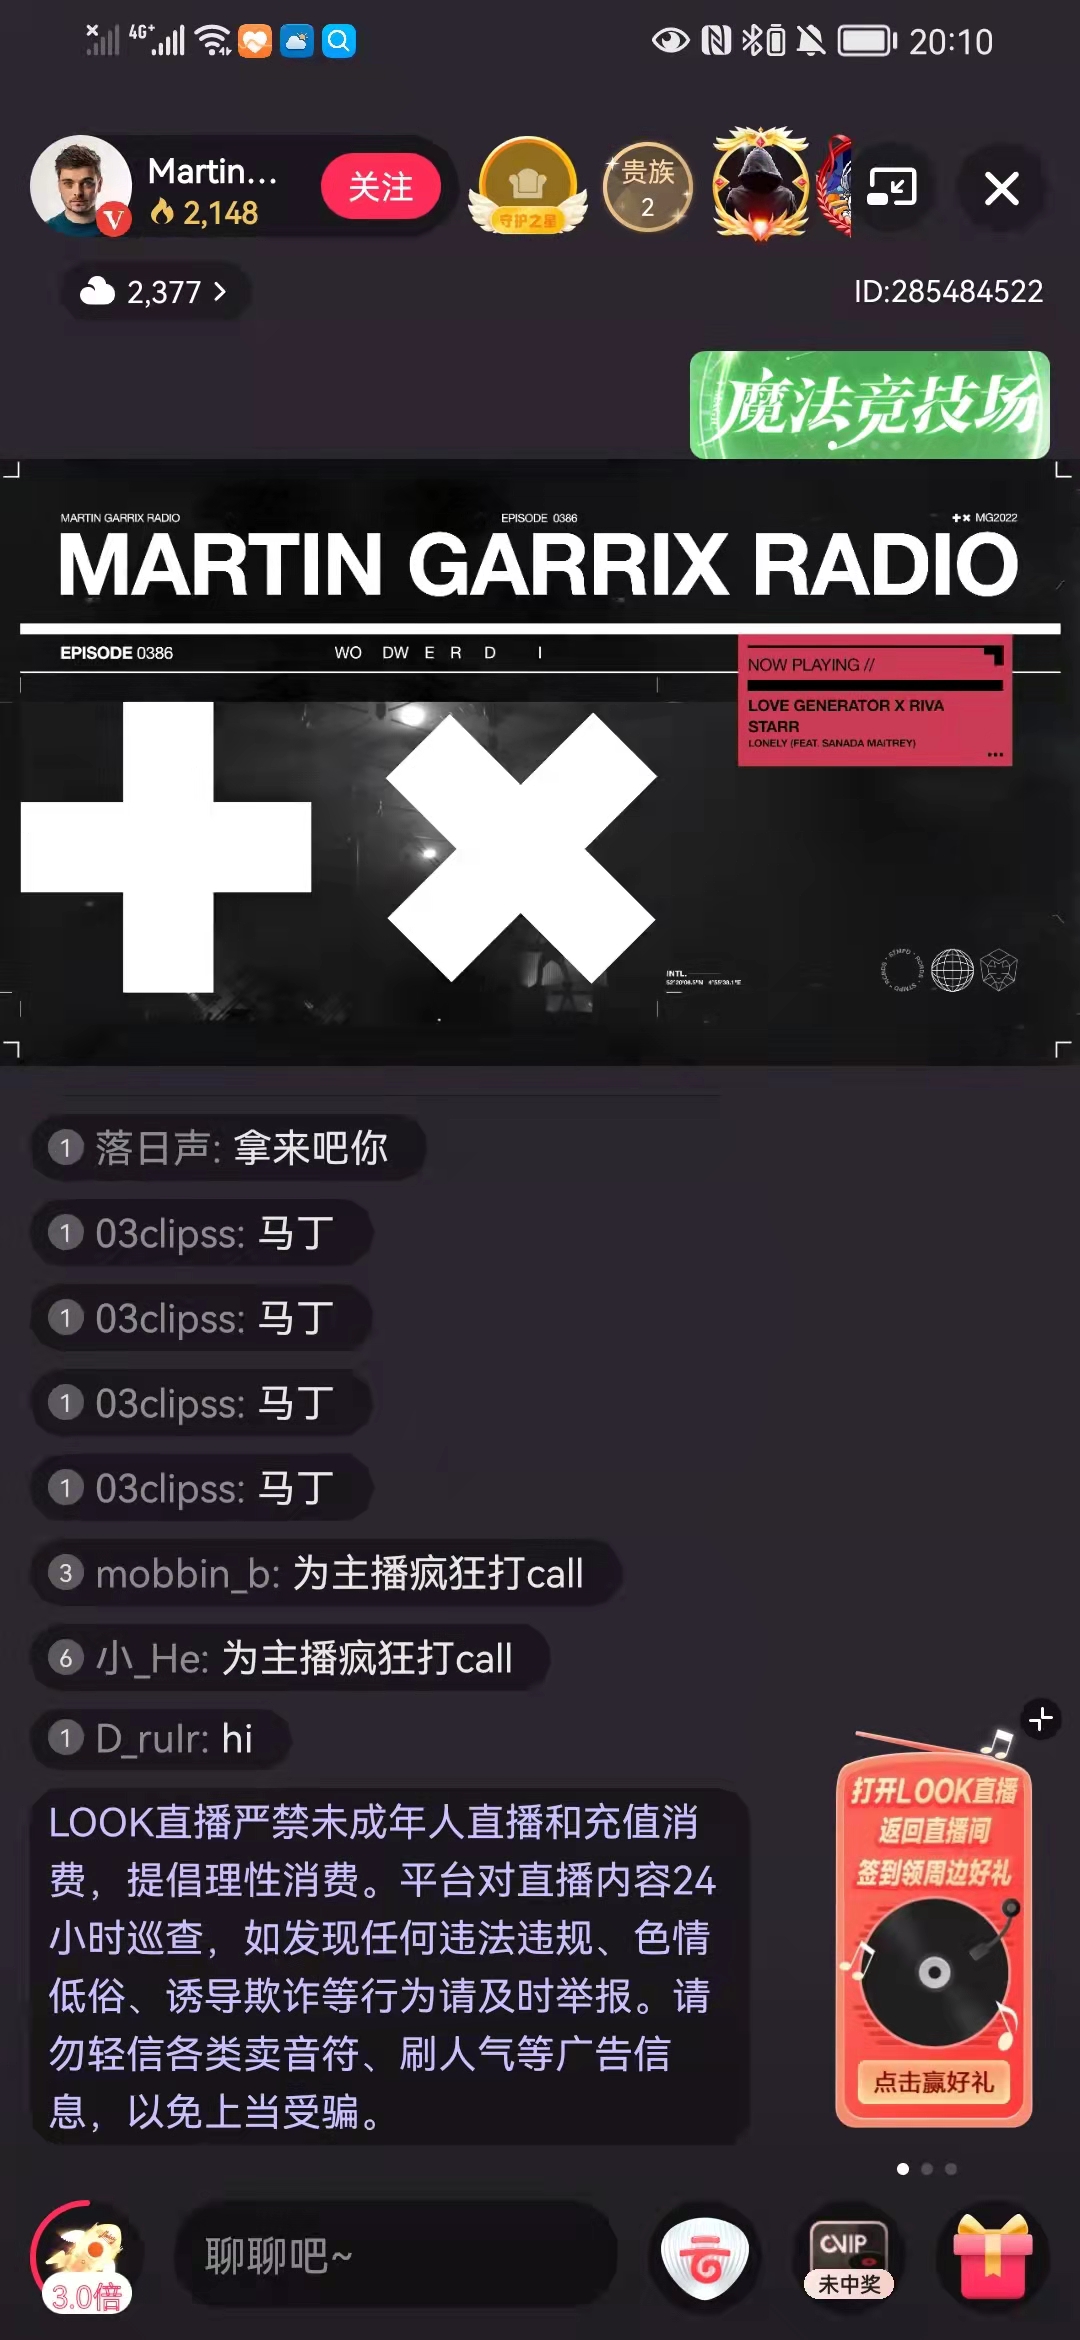 4G+
20:10
Martin...
2,148
关注
守护之星
贵族
2
2,377
ID:285484522
魔法竞技场
MARTIN GARRIX RADIO
EPISODE 0386
MG2022
MARTIN GARRIX RADIO
EPISODE 0386
WO DW E R D I
NOW PLAYING //
LOVE GENERATOR X RIVA
STARR
LONELY (FEAT. SANADA MAITREY)
INTL.
1 落日声: 拿来吧你
1 03clipss: 马丁
1 03clipss: 马丁
1 03clipss: 马丁
1 03clipss: 马丁
3 mobbin_b: 为主播疯狂打call
6 小_He: 为主播疯狂打call
1 D_rulr: hi
LOOK直播严禁未成年人直播和充值消
费，提倡理性消费。平台对直播内容24
小时巡查，如发现任何违法违规、色情
低俗、诱导欺诈等行为请及时举报。请
勿轻信各类卖音符、刷人气等广告信
息，以免上当受骗。
打开LOOK直播
返回直播间
签到领周边好礼
点击赢好礼
3.0倍
聊聊吧~
CVIP
未中奖